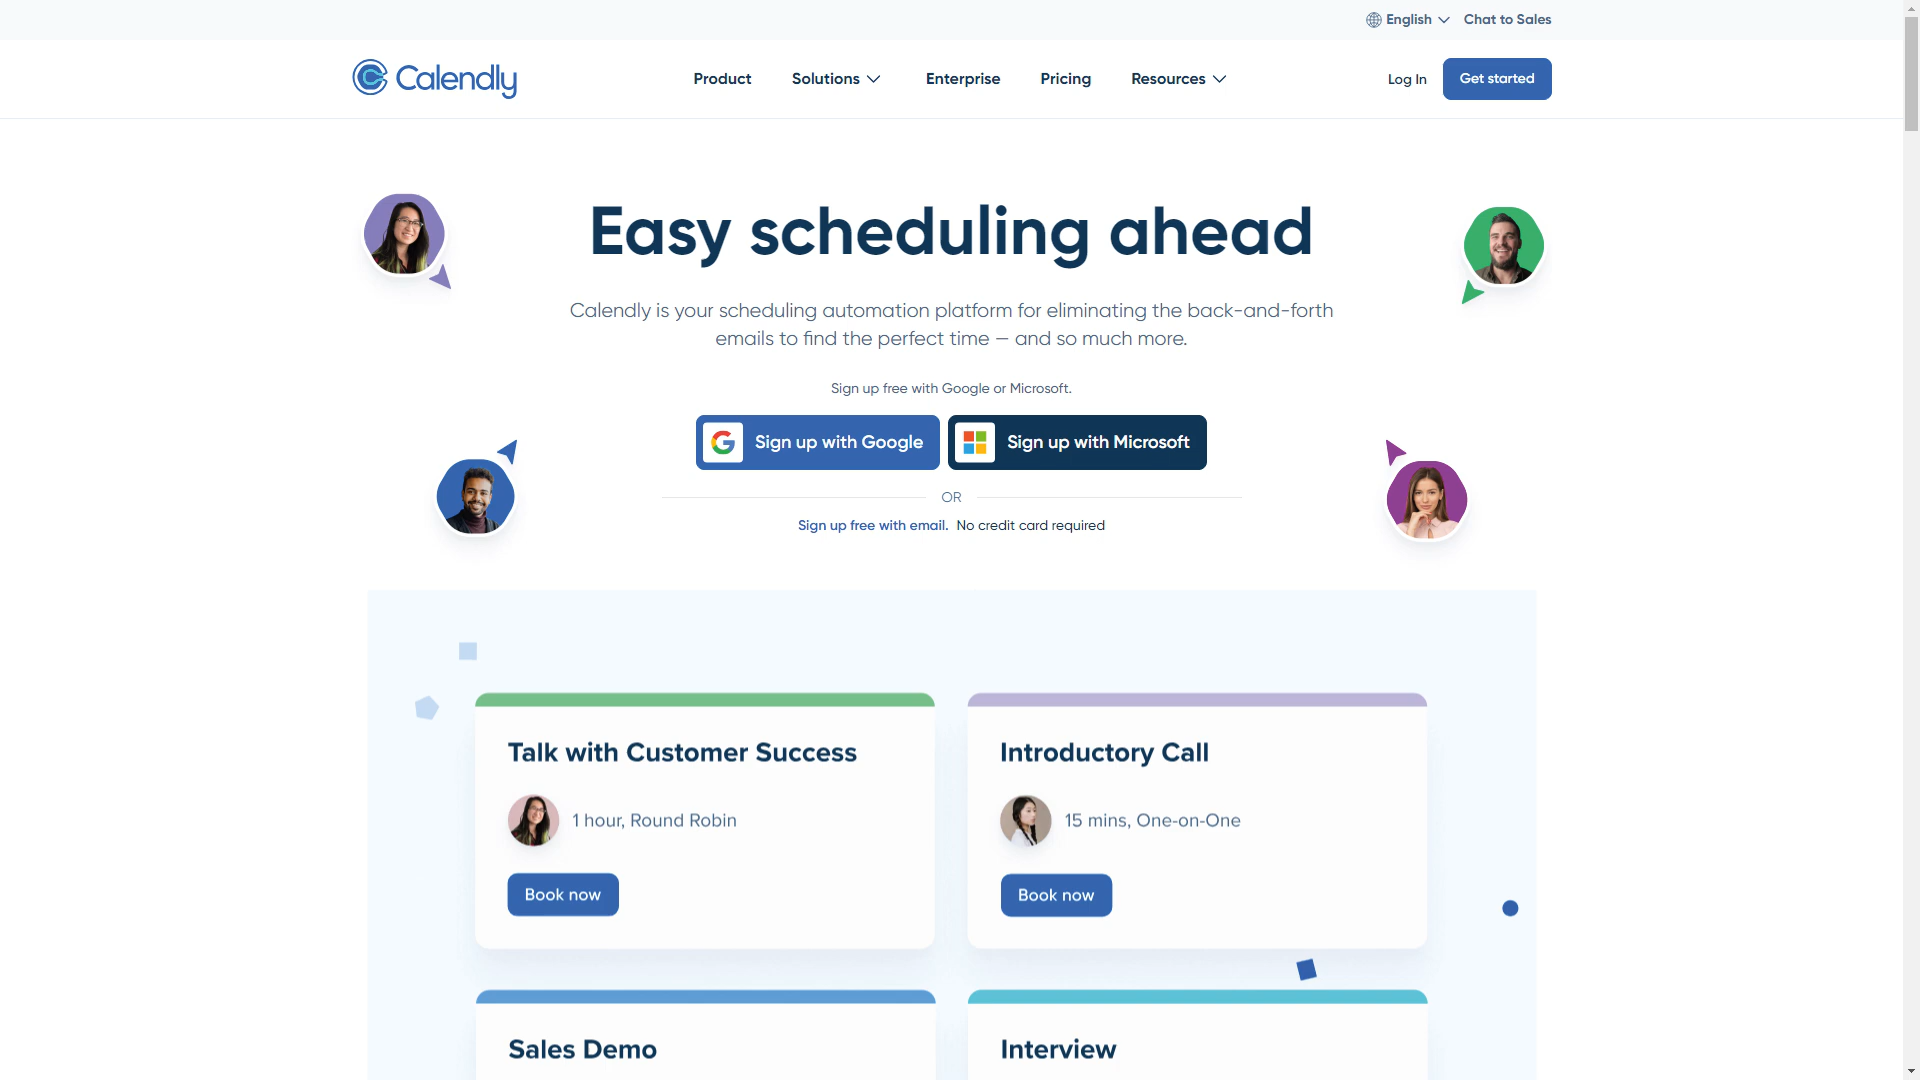 English
Chat to Sales
Calendly
Product
Solutions
Enterprise
Pricing
Resources
Log In
Get started
Easy scheduling ahead
Calendly is your scheduling automation platform for eliminating the back-and-forth
emails to find the perfect time — and so much more.
Sign up free with Google or Microsoft.
Sign up with Google
Sign up with Microsoft
OR
Sign up free with email. No credit card required
Talk with Customer Success
1 hour, Round Robin
Book now
Introductory Call
15 mins, One-on-One
Book now
Sales Demo
Interview